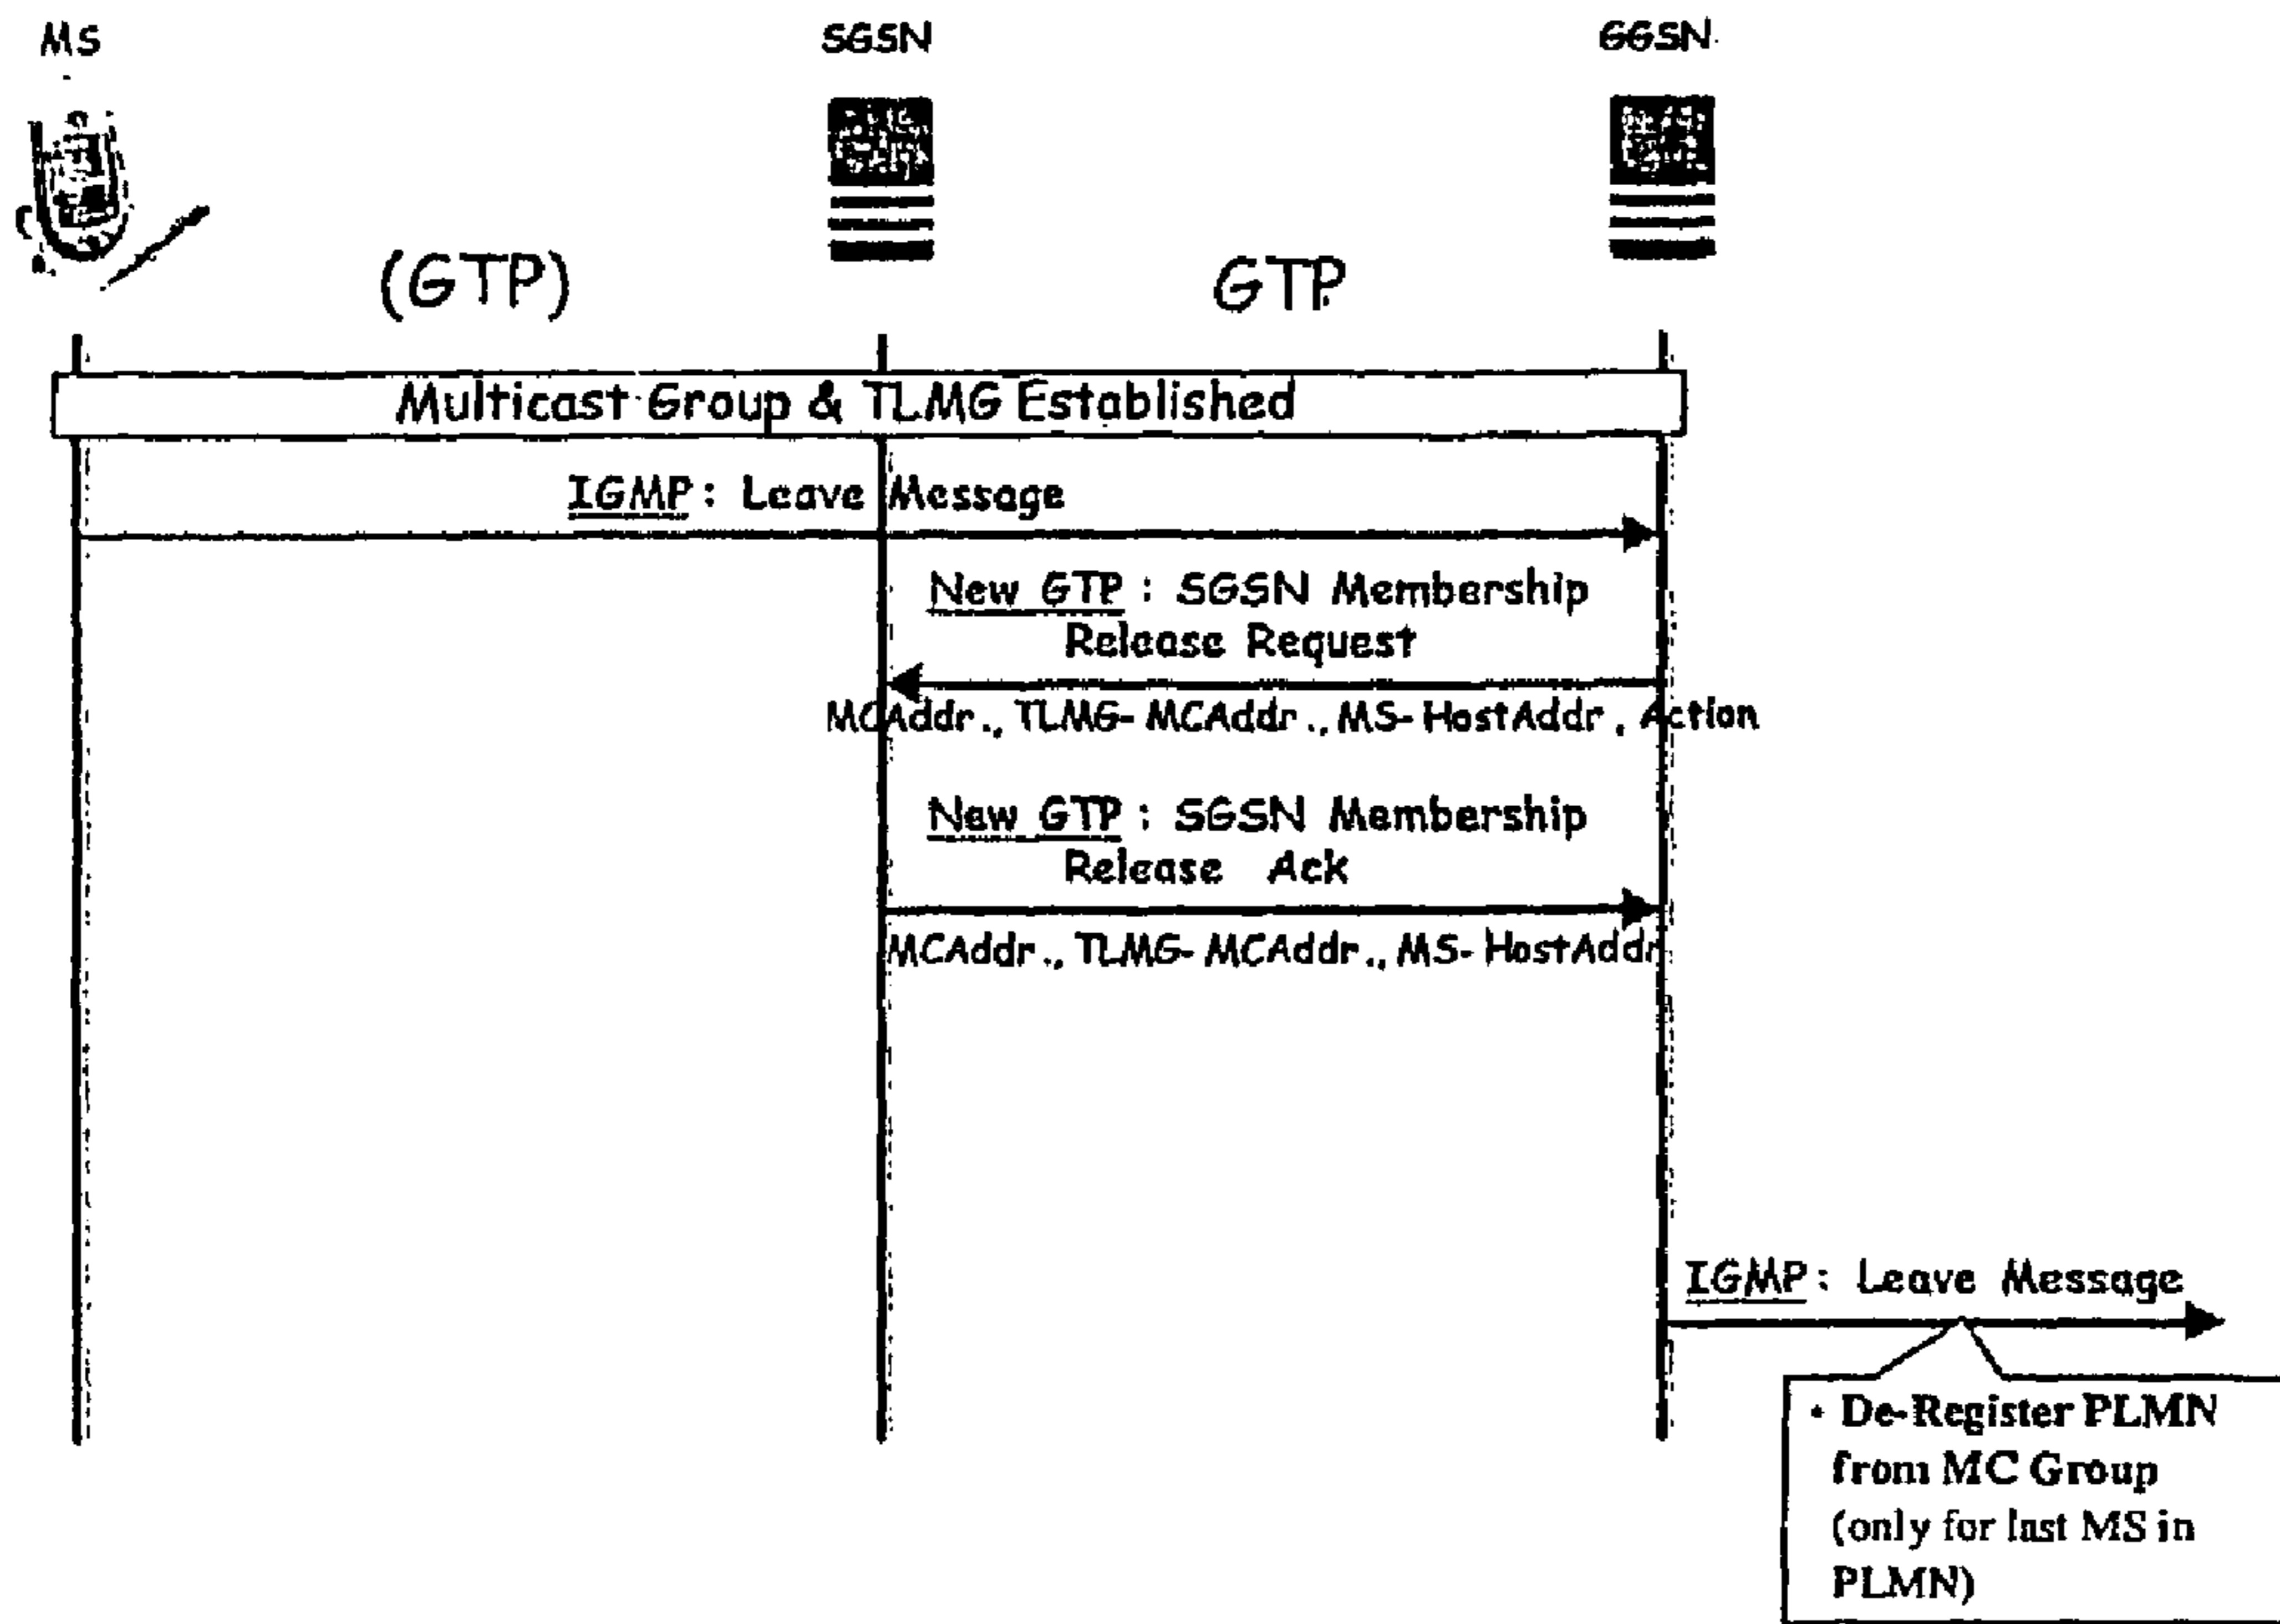 MS
SGSN
GGSN
(GTP)
GTP
Multicast Group & TLMG Established
IGMP : Leave Message
New GTP : SGSN Membership
Release Request
MCAddr., TLMG- MCAddr., MS- HostAddr, Action
New GTP : SGSN Membership
Release Ack
MCAddr., TLMG- MCAddr., MS- HostAddr
IGMP : Leave Message
• De-Register PLMN
from MC Group
(only for last MS in
PLMN)